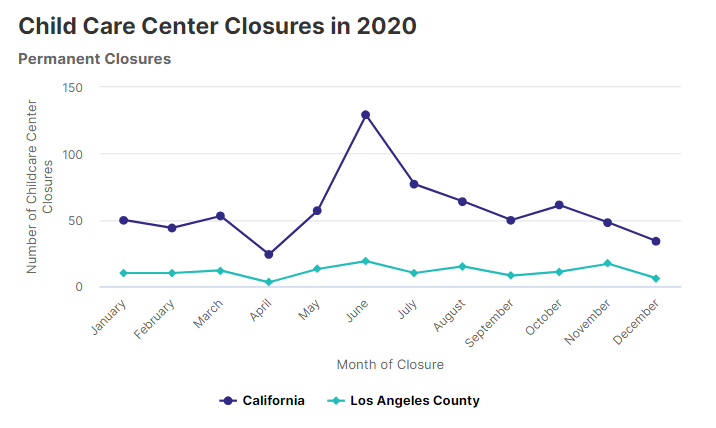 Child Care Center Closures in 2020
Permanent Closures
Number of Childcare Center
Closures
150
100
50
0
January
February
March
April
May
June
July
August
September
October
November
December
Month of Closure
California
Los Angeles County